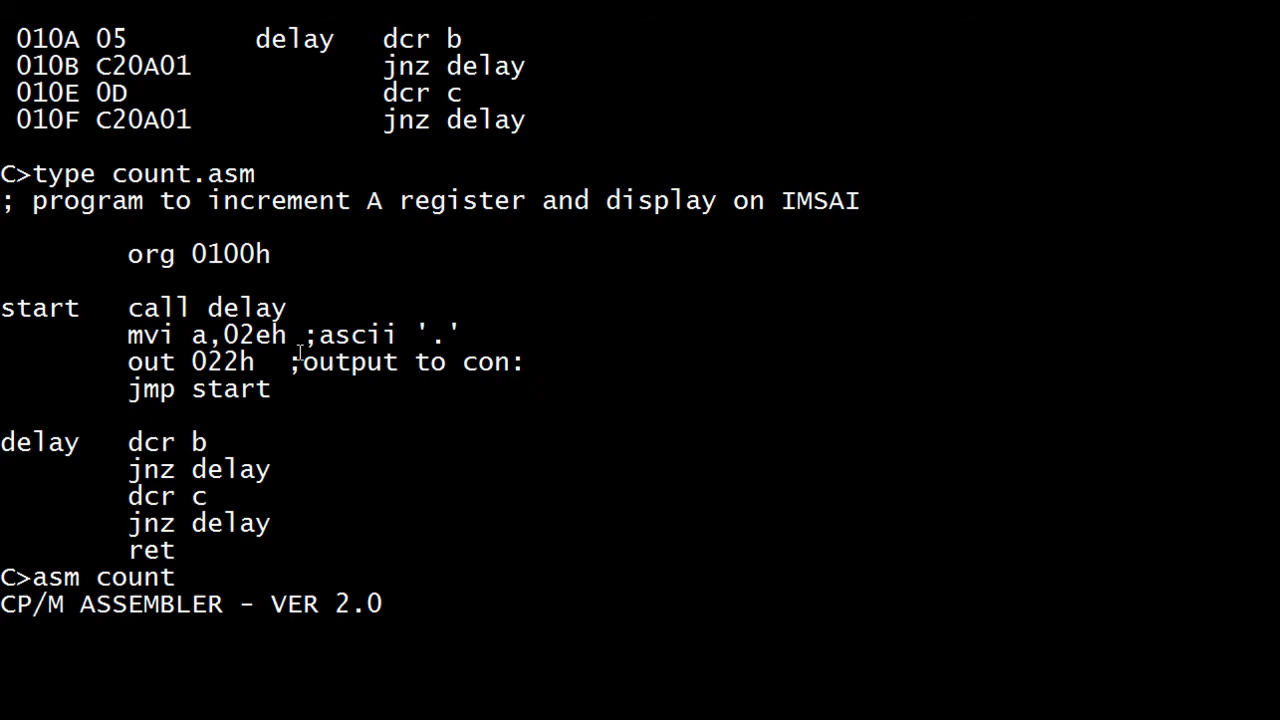 010A 05        delay   dcr b
010B C20A01            jnz delay
010E 0D                dcr c
010F C20A01            jnz delay
C>type count.asm
; program to increment A register and display on IMSAI
        org 0100h
start   call delay
        mvi a,02eh ;ascii '.'
        out 022h  ;output to con:
        jmp start
delay   dcr b
        jnz delay
        dcr c
        jnz delay
        ret
C>asm count
CP/M ASSEMBLER - VER 2.0